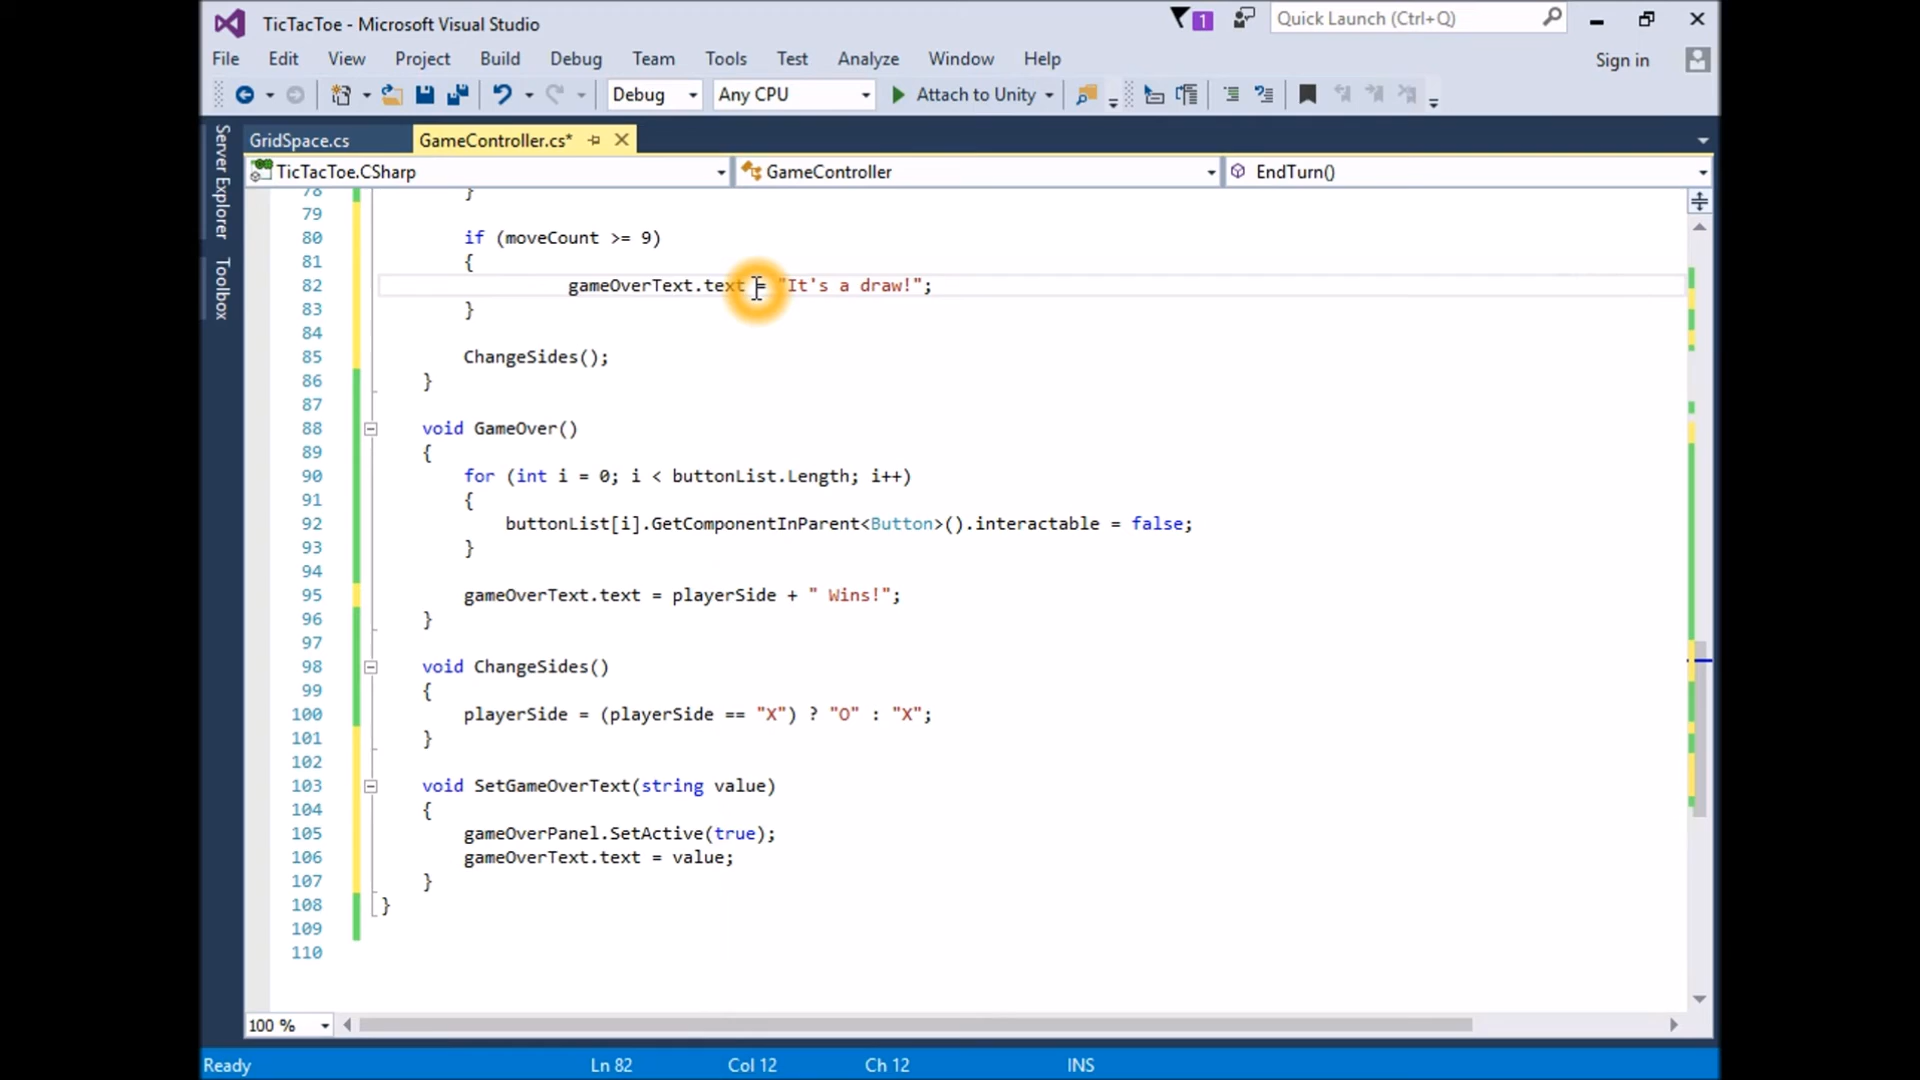 TicTacToe - Microsoft Visual Studio
1
Quick Launch (Ctrl+Q)
File Edit View Project Build Debug Team Tools Test Analyze Window Help
Sign in
Debug Any CPU Attach to Unity
Server Explorer
Toolbox
GridSpace.cs GameController.cs*
TicTacToe.CSharp GameController EndTurn()
78 }
79
80 if (moveCount >= 9)
81 {
82 gameOverText.text = "It's a draw!";
83 }
84
85 ChangeSides();
86 }
87
88 void GameOver()
89 {
90 for (int i = 0; i < buttonList.Length; i++)
91 {
92 buttonList[i].GetComponentInParent<Button>().interactable = false;
93 }
94
95 gameOverText.text = playerSide + " Wins!";
96 }
97
98 void ChangeSides()
99 {
100 playerSide = (playerSide == "X") ? "O" : "X";
101 }
102
103 void SetGameOverText(string value)
104 {
105 gameOverPanel.SetActive(true);
106 gameOverText.text = value;
107 }
108 }
109
110
100 %
Ready Ln 82 Col 12 Ch 12 INS